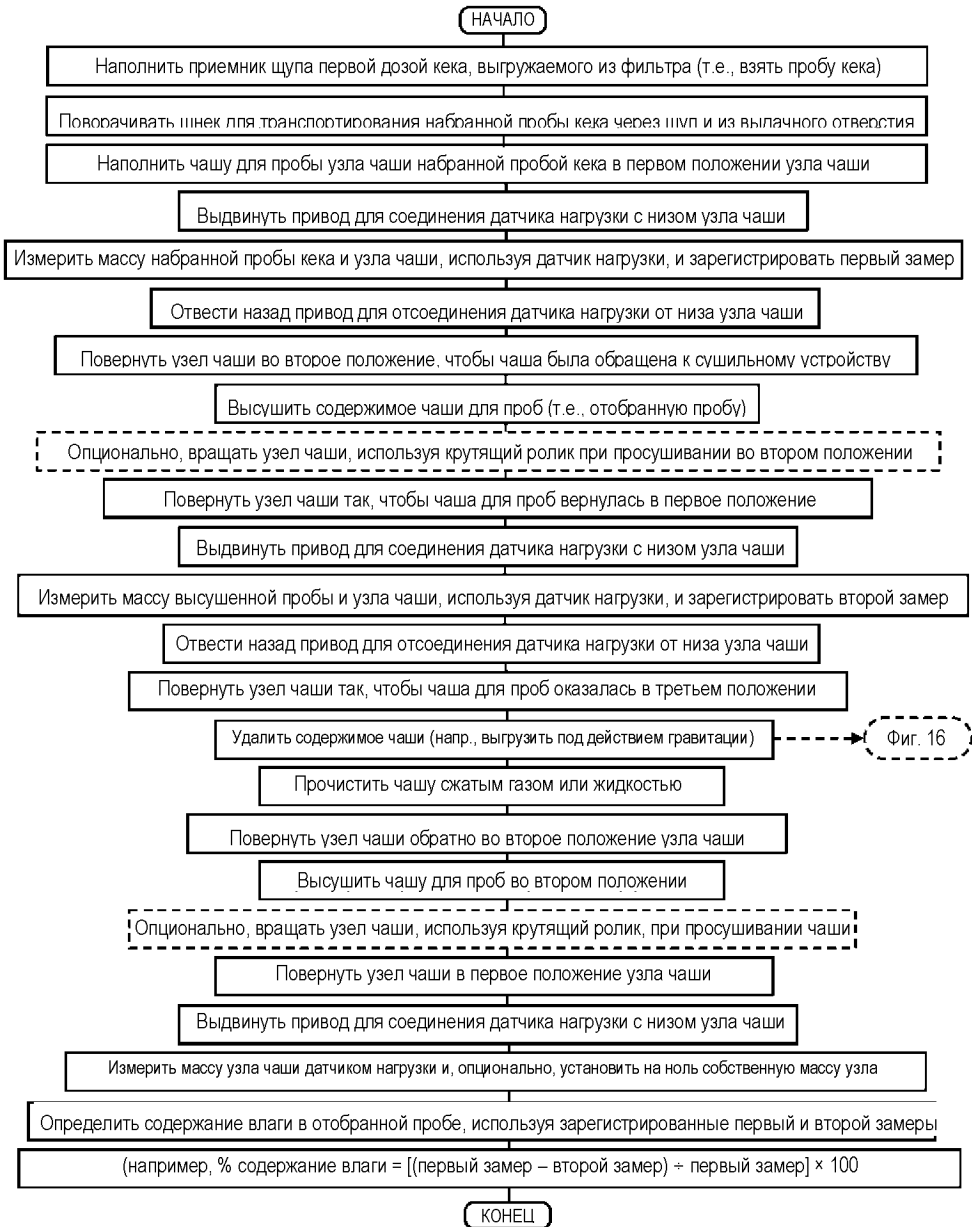 НАЧАЛО
Наполнить приемник щупа первой дозой кека, выгружаемого из фильтра (т.е., взять пробу кека)
Поворачивать шнек для транспортирования набранной пробы кека через щуп и из выдачного отверстия
Наполнить чашу для пробы узла чаши набранной пробой кека в первом положении узла чаши
Выдвинуть привод для соединения датчика нагрузки с низом узла чаши
Измерить массу набранной пробы кека и узла чаши, используя датчик нагрузки, и зарегистрировать первый замер
Отвести назад привод для отсоединения датчика нагрузки от низа узла чаши
Повернуть узел чаши во второе положение, чтобы чаша была обращена к сушильному устройству
Высушить содержимое чаши для проб (т.е., отобранную пробу)
Опционально, вращать узел чаши, используя крутящий ролик при просушивании во втором положении
Повернуть узел чаши так, чтобы чаша для проб вернулась в первое положение
Выдвинуть привод для соединения датчика нагрузки с низом узла чаши
Измерить массу высушенной пробы и узла чаши, используя датчик нагрузки, и зарегистрировать второй замер
Отвести назад привод для отсоединения датчика нагрузки от низа узла чаши
Повернуть узел чаши так, чтобы чаша для проб оказалась в третьем положении
Удалить содержимое чаши (напр., выгрузить под действием гравитации)
Фиг. 16
Прочистить чашу сжатым газом или жидкостью
Повернуть узел чаши обратно во второе положение узла чаши
Высушить чашу для проб во втором положении
Опционально, вращать узел чаши, используя крутящий ролик, при просушивании чаши
Повернуть узел чаши в первое положение узла чаши
Выдвинуть привод для соединения датчика нагрузки с низом узла чаши
Измерить массу узла чаши датчиком нагрузки и, опционально, установить на ноль собственную массу узла
Определить содержание влаги в отобранной пробе, используя зарегистрированные первый и второй замеры
(например, % содержание влаги = [(первый замер – второй замер) ÷ первый замер] × 100
КОНЕЦ